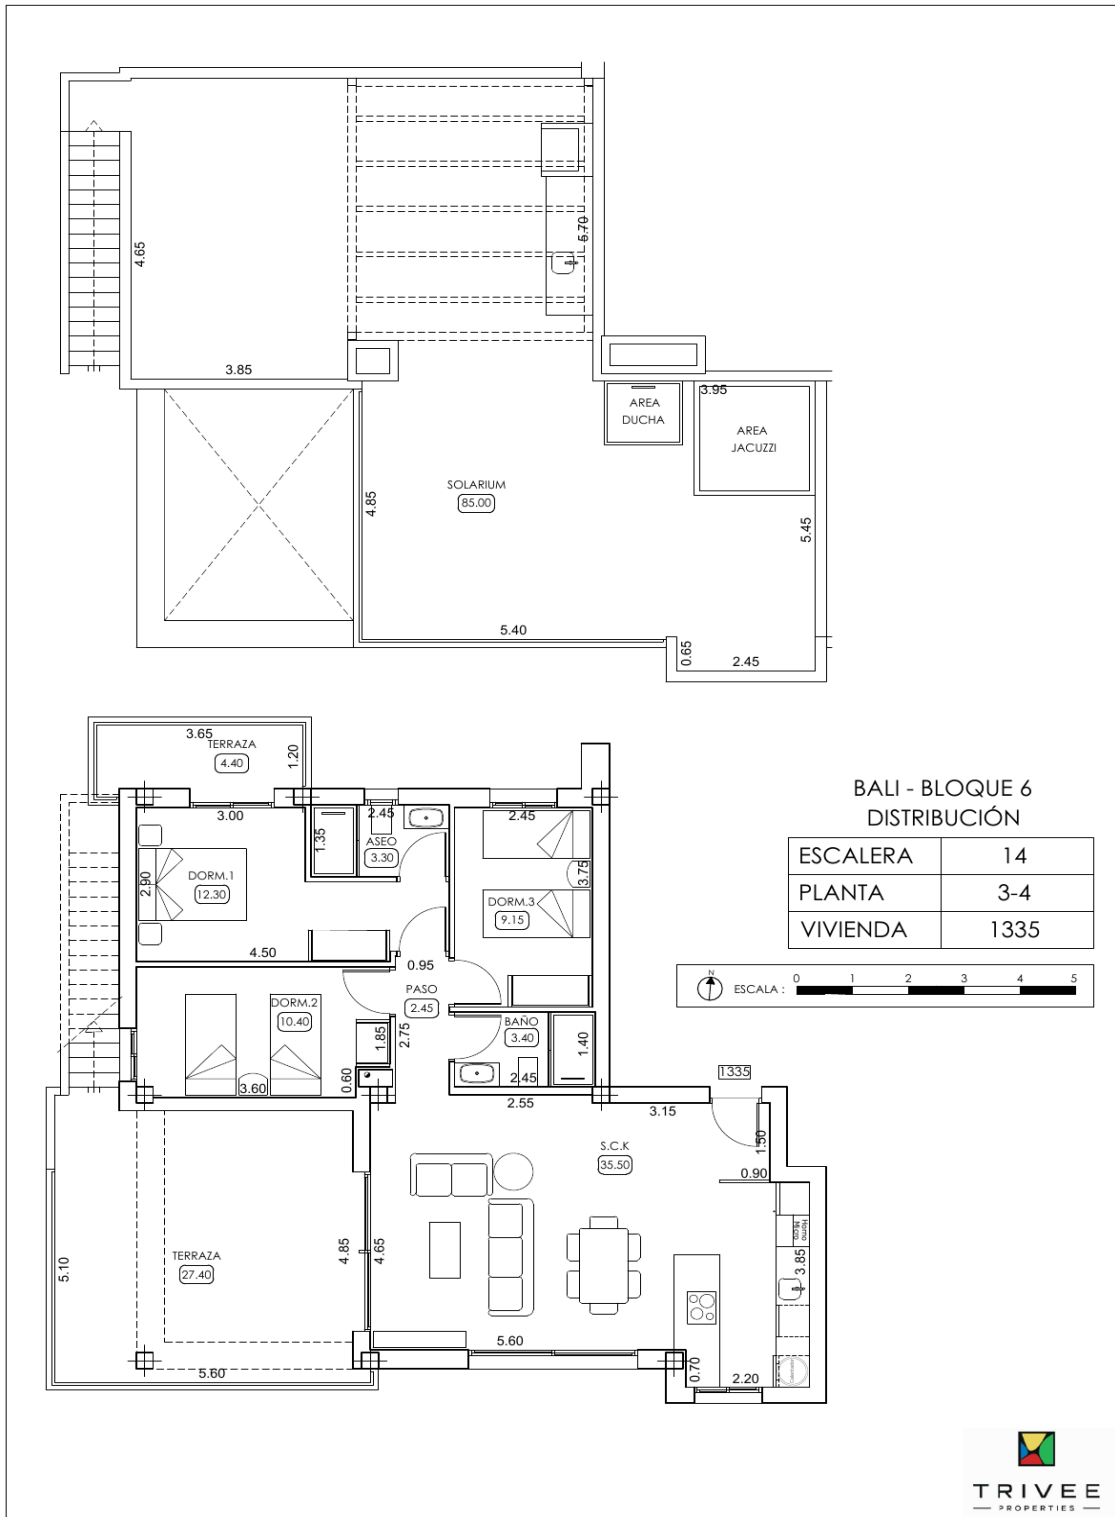 4.65
5.70
3.85
3.95
AREA
DUCHA
AREA
JACUZZI
SOLARIUM
85.00
4.85
5.45
5.40
0.65
2.45
3.65
TERRAZA
4.40
1.20
3.00
2.45
2.45
1.35
ASEO
3.30
3.75
2.90
DORM.1
12.30
DORM.3
9.15
4.50
0.95
PASO
2.45
DORM.2
10.40
BAÑO
3.40
1.85
2.75
1.40
3.60
0.60
2.45
2.55
1335
3.15
S.C.K
35.50
1.50
0.90
Horno
Micro
TERRAZA
27.40
5.10
4.85
4.65
3.85
5.60
5.60
0.70
2.20
Calentador
BALI - BLOQUE 6
DISTRIBUCIÓN
ESCALERA 14
PLANTA 3-4
VIVIENDA 1335
N
ESCALA : 0 1 2 3 4 5
TRIVEE
PROPERTIES